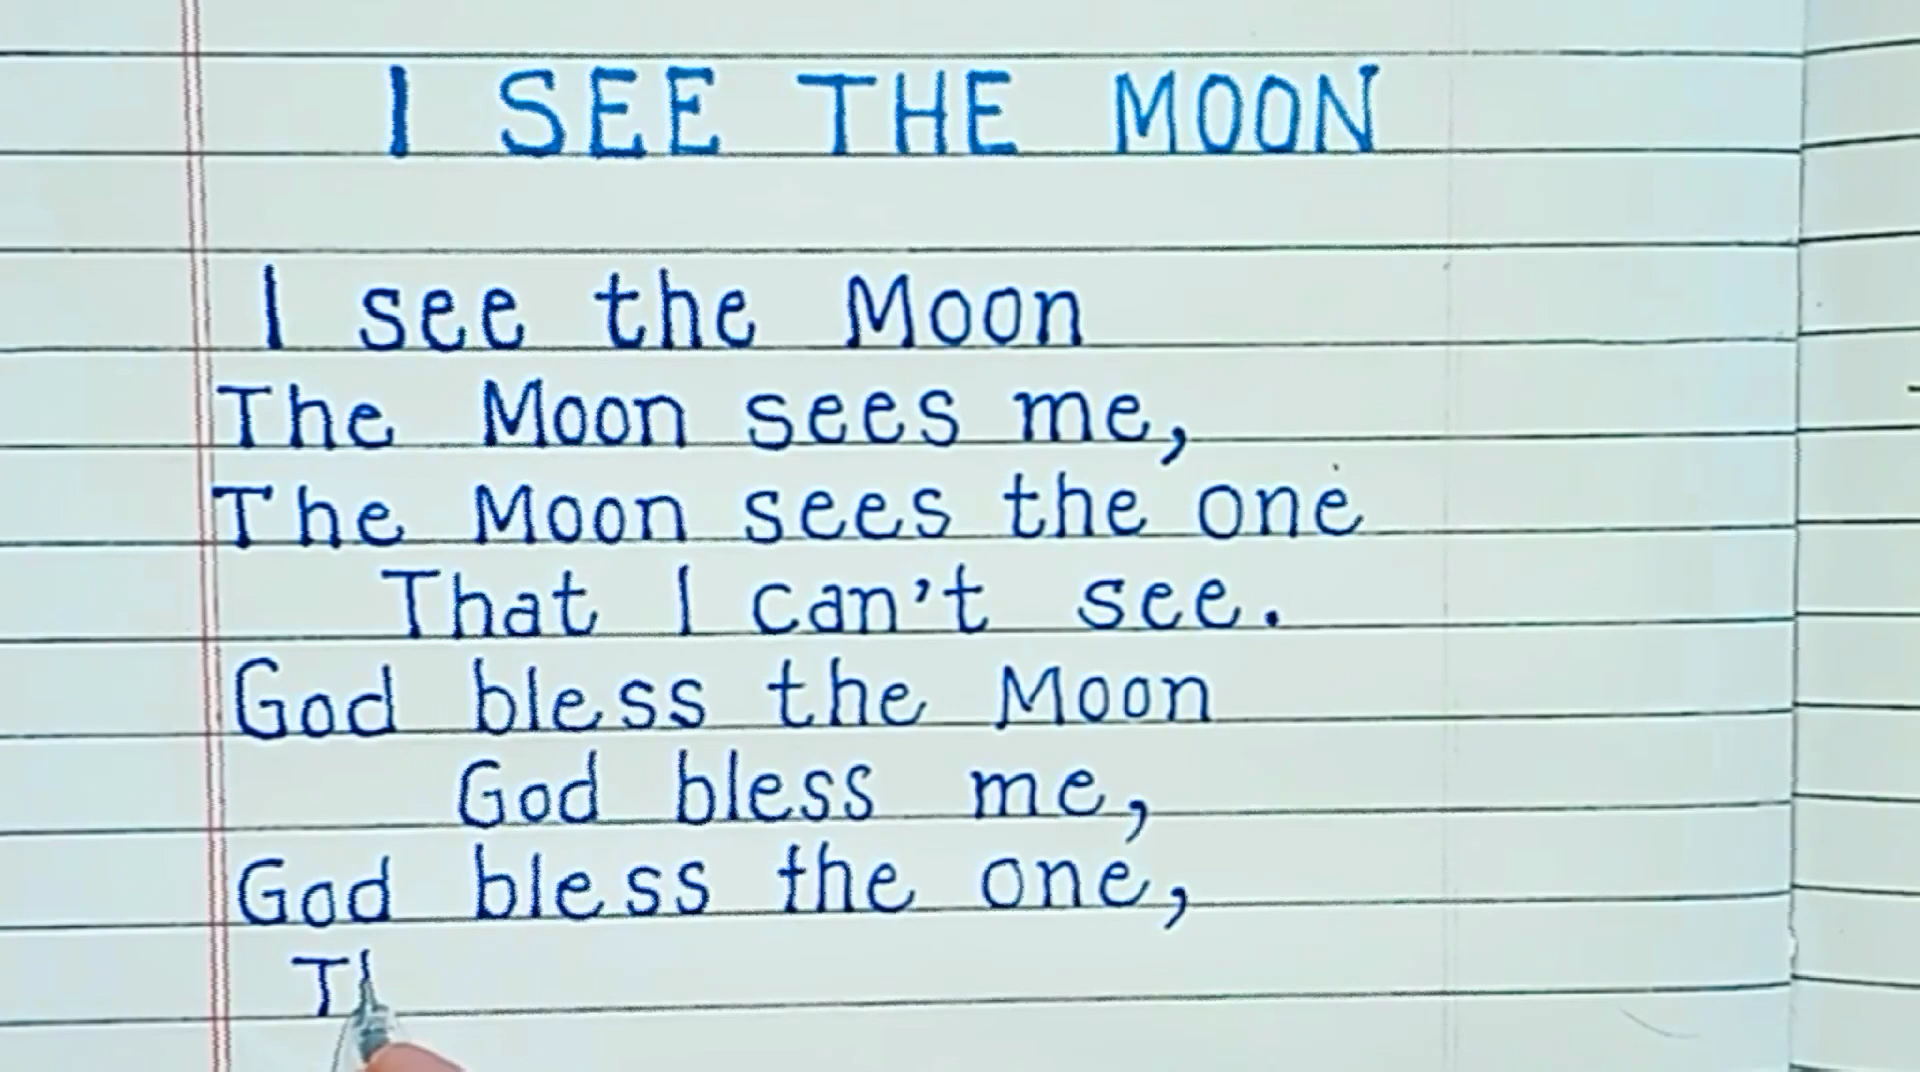 I SEE THE MOON
I see the Moon
The Moon sees me,
The Moon sees the one
That I can't see.
God bless the Moon
God bless me,
God bless the one,